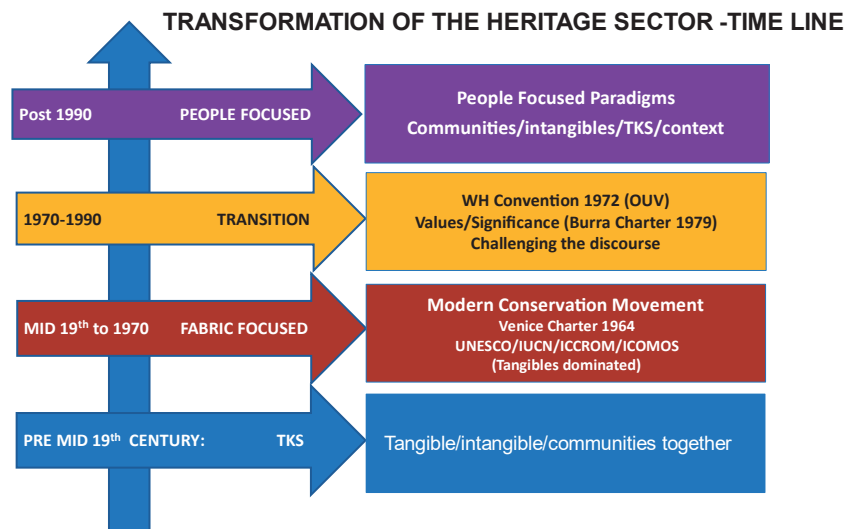 TRANSFORMATION OF THE HERITAGE SECTOR -TIME LINE
Post 1990 PEOPLE FOCUSED
People Focused Paradigms
Communities/intangibles/TKS/context
1970-1990 TRANSITION
WH Convention 1972 (OUV)
Values/Significance (Burra Charter 1979)
Challenging the discourse
MID 19th to 1970 FABRIC FOCUSED
Modern Conservation Movement
Venice Charter 1964
UNESCO/IUCN/ICCROM/ICOMOS
(Tangibles dominated)
PRE MID 19th CENTURY: TKS
Tangible/intangible/communities together